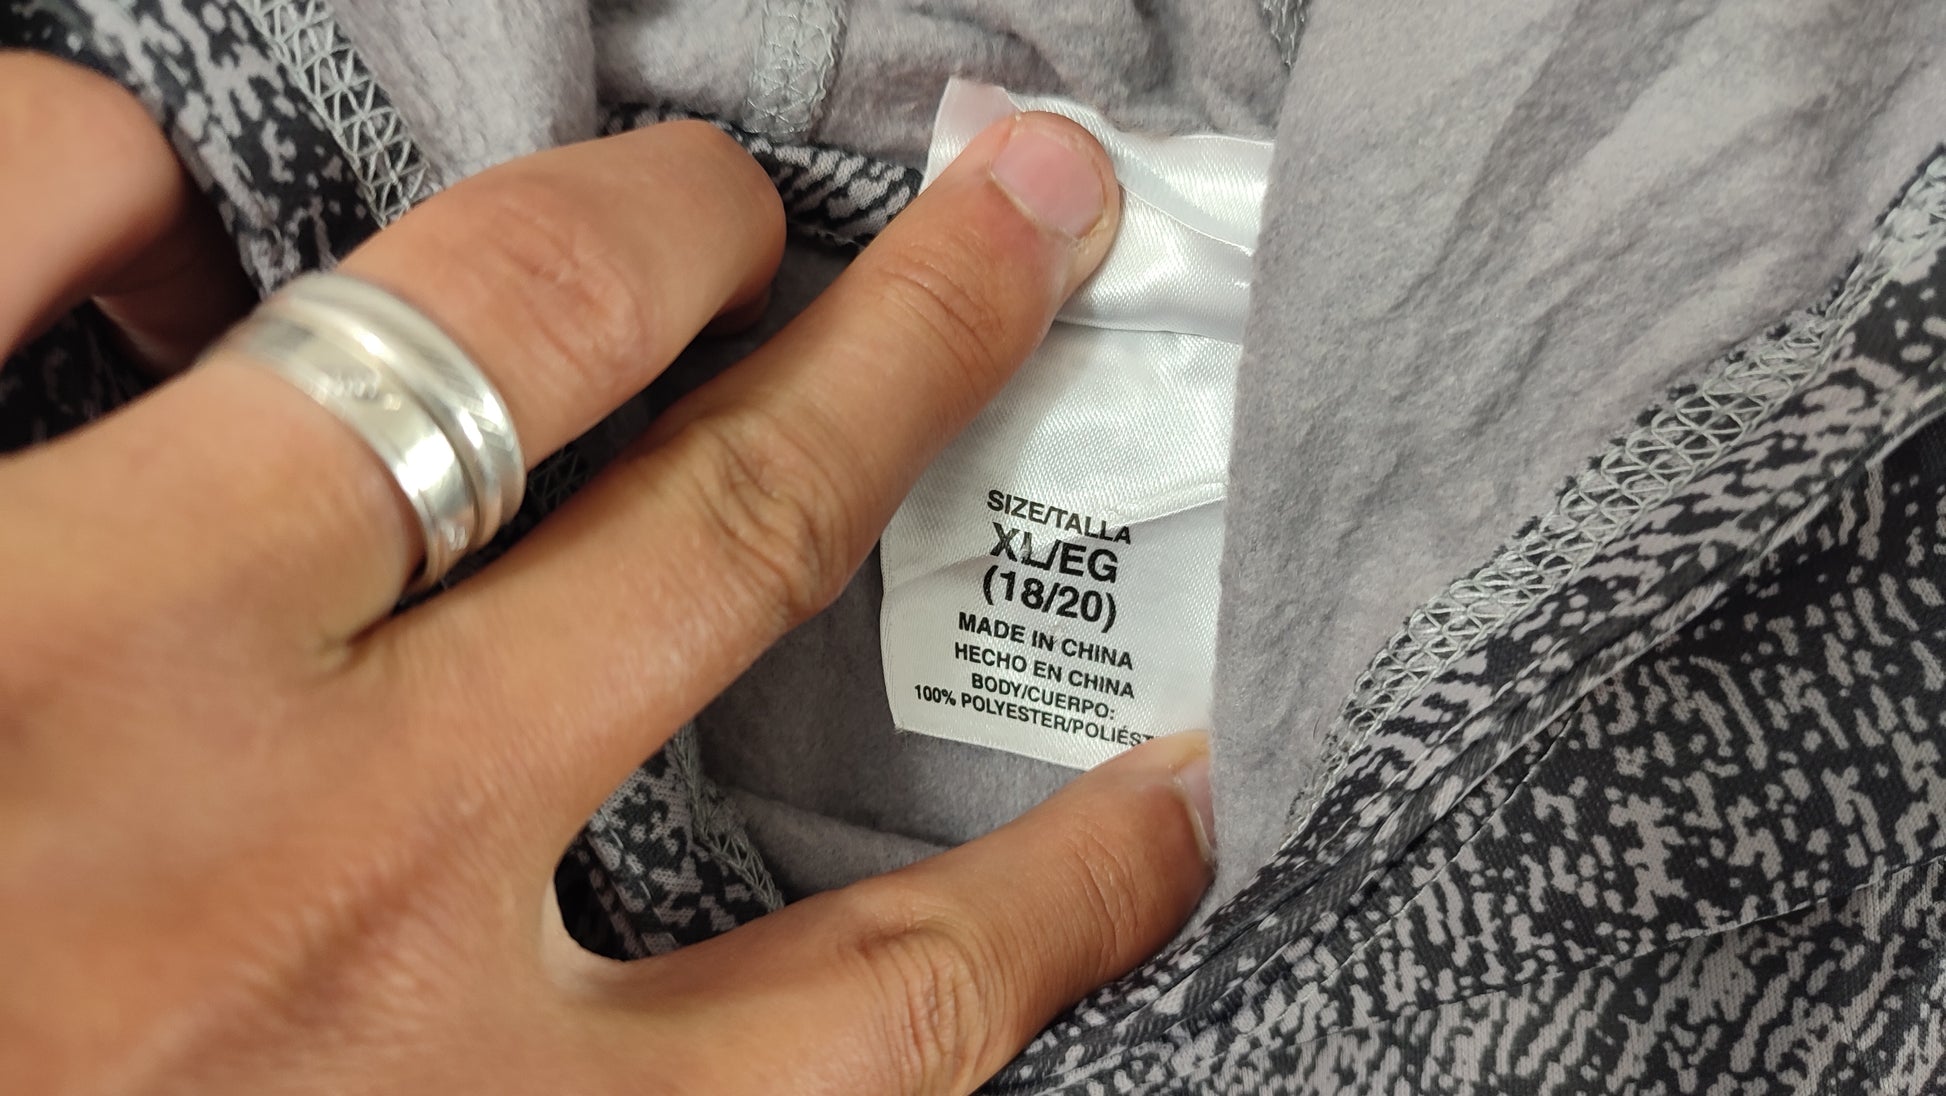 SIZE/TALLA
XL/EG
(18/20)
MADE IN CHINA
HECHO EN CHINA
BODY/CUERPO:
100% POLYESTER/POLIÉST